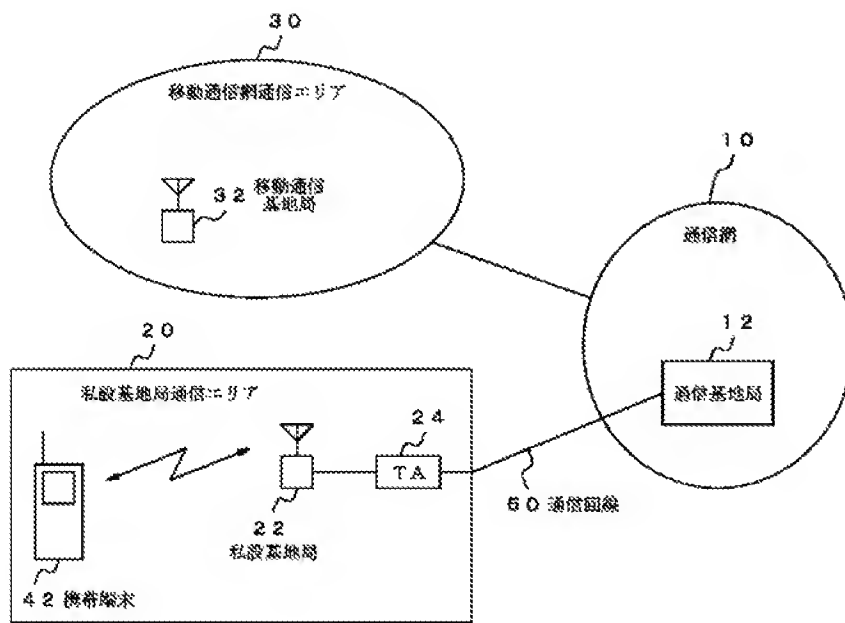 ３０
移動通信網通信エリア
３２
移動通信
基地局
１０
通信網
１２
通信基地局
２０
私設基地局通信エリア
２４
ＴＡ
２２
私設基地局
５０ 通信回線
４２ 携帯端末